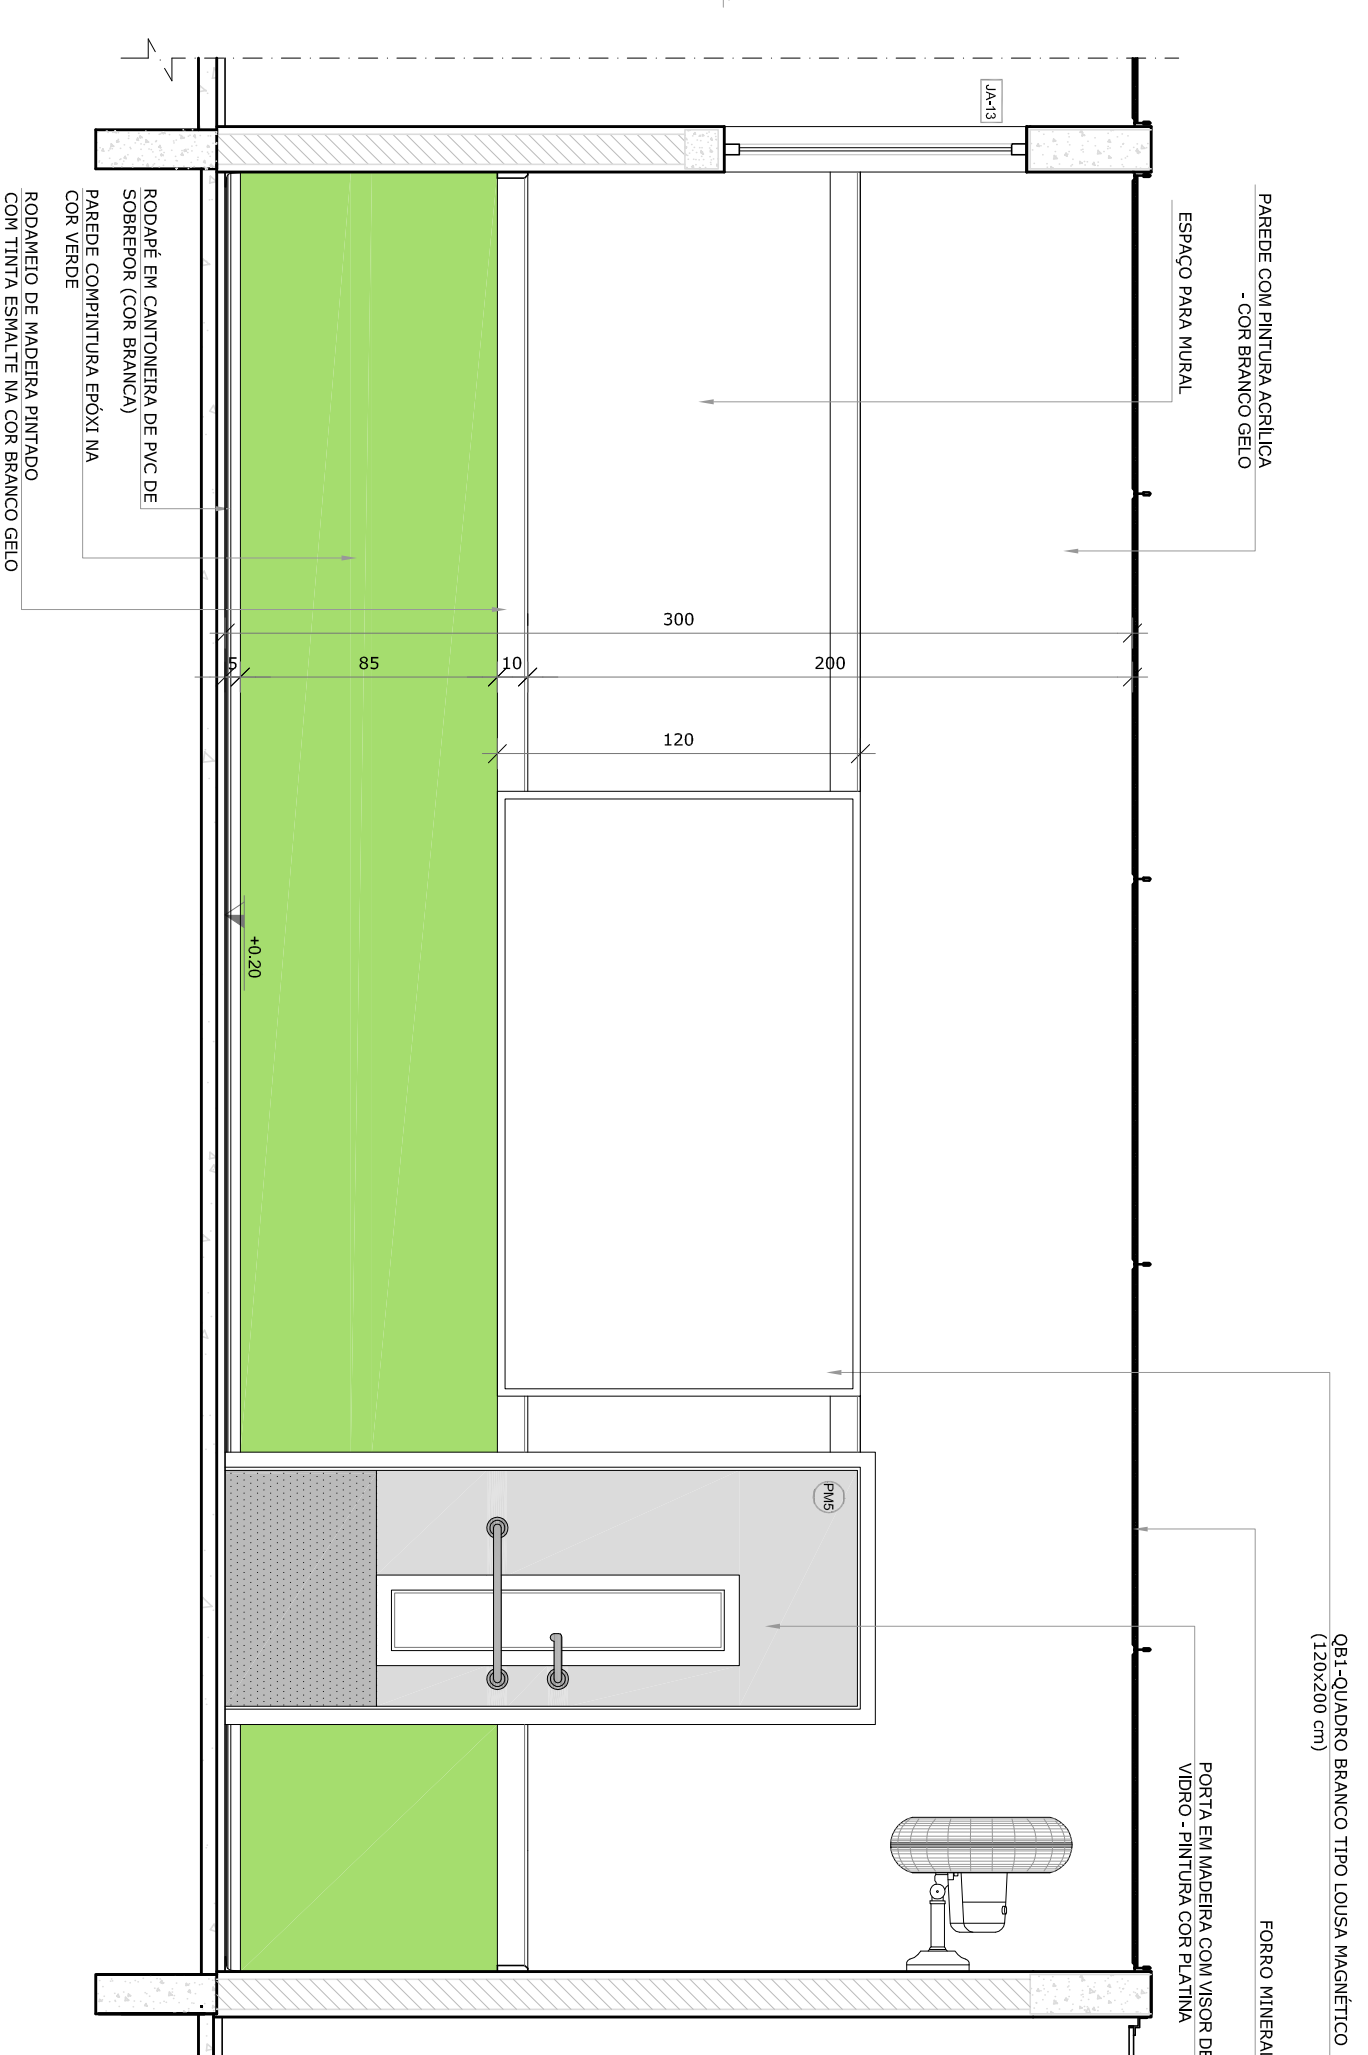 JA-13
PAREDE COM PINTURA ACRÍLICA
- COR BRANCO GELO
ESPAÇO PARA MURAL
QB1-QUADRO BRANCO TIPO LOUSA MAGNÉTICO
(120x200 cm)
FORRO MINERAL
PORTA EM MADEIRA COM VISOR DE
VIDRO - PINTURA COR PLATINA
PM5
300
5
85
10
200
120
+0.20
RODAPÉ EM CANTONEIRA DE PVC DE
SOBREPOR (COR BRANCA)
PAREDE COMPINTURA EPÓXI NA
COR VERDE
RODAMEIO DE MADEIRA PINTADO
COM TINTA ESMALTE NA COR BRANCO GELO